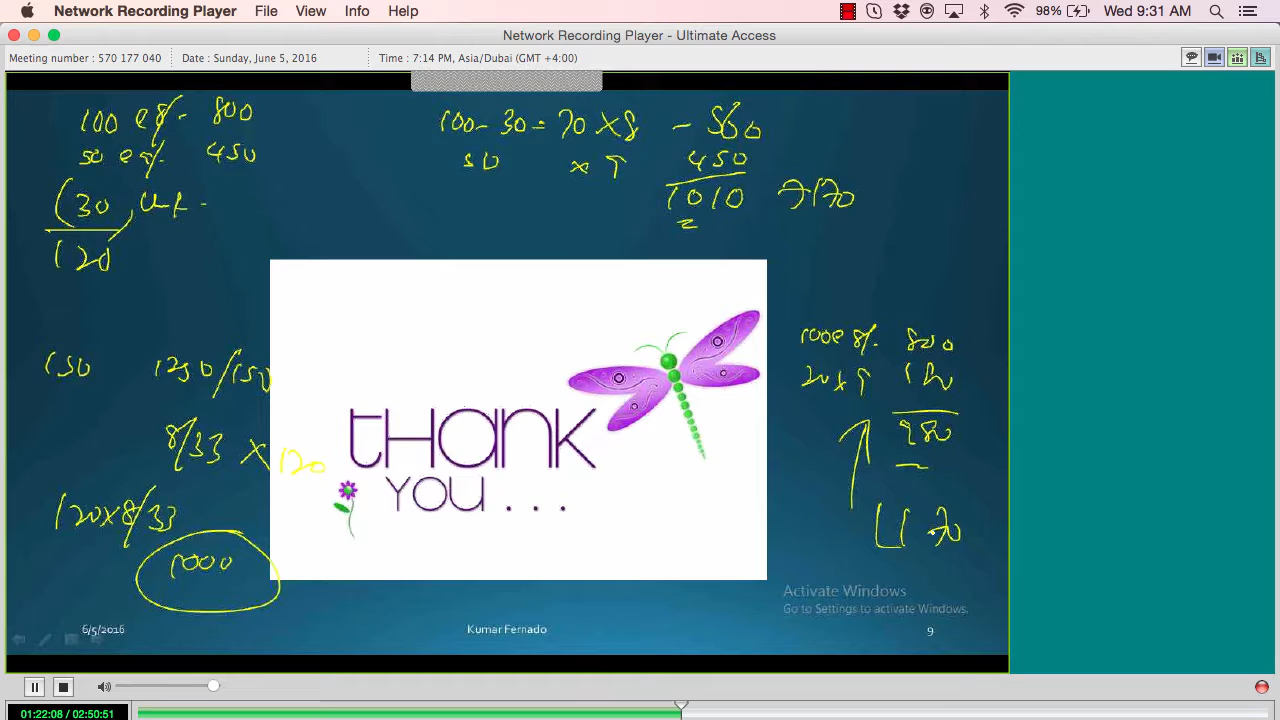 Network Recording Player File View Info Help 98% Wed 9:31 AM
Network Recording Player - Ultimate Access
Meeting number : 570 177 040 Date : Sunday, June 5, 2016 Time : 7:14 PM, Asia/Dubai (GMT +4:00)
100 @ 8/- 800
50 @ 9/- 450
(30) Unt -
120
100 - 30 = 70 x 8 - 560
50 x 9 450
1010
100@ 8/- 800
20 x 9 180
980
150 1250/150
8/33 x 120
120x8/33
1000
THANK
YOU . . .
Activate Windows
Go to Settings to activate Windows.
6/5/2016 Kumar Fernado 9
01:22:08 / 02:50:51